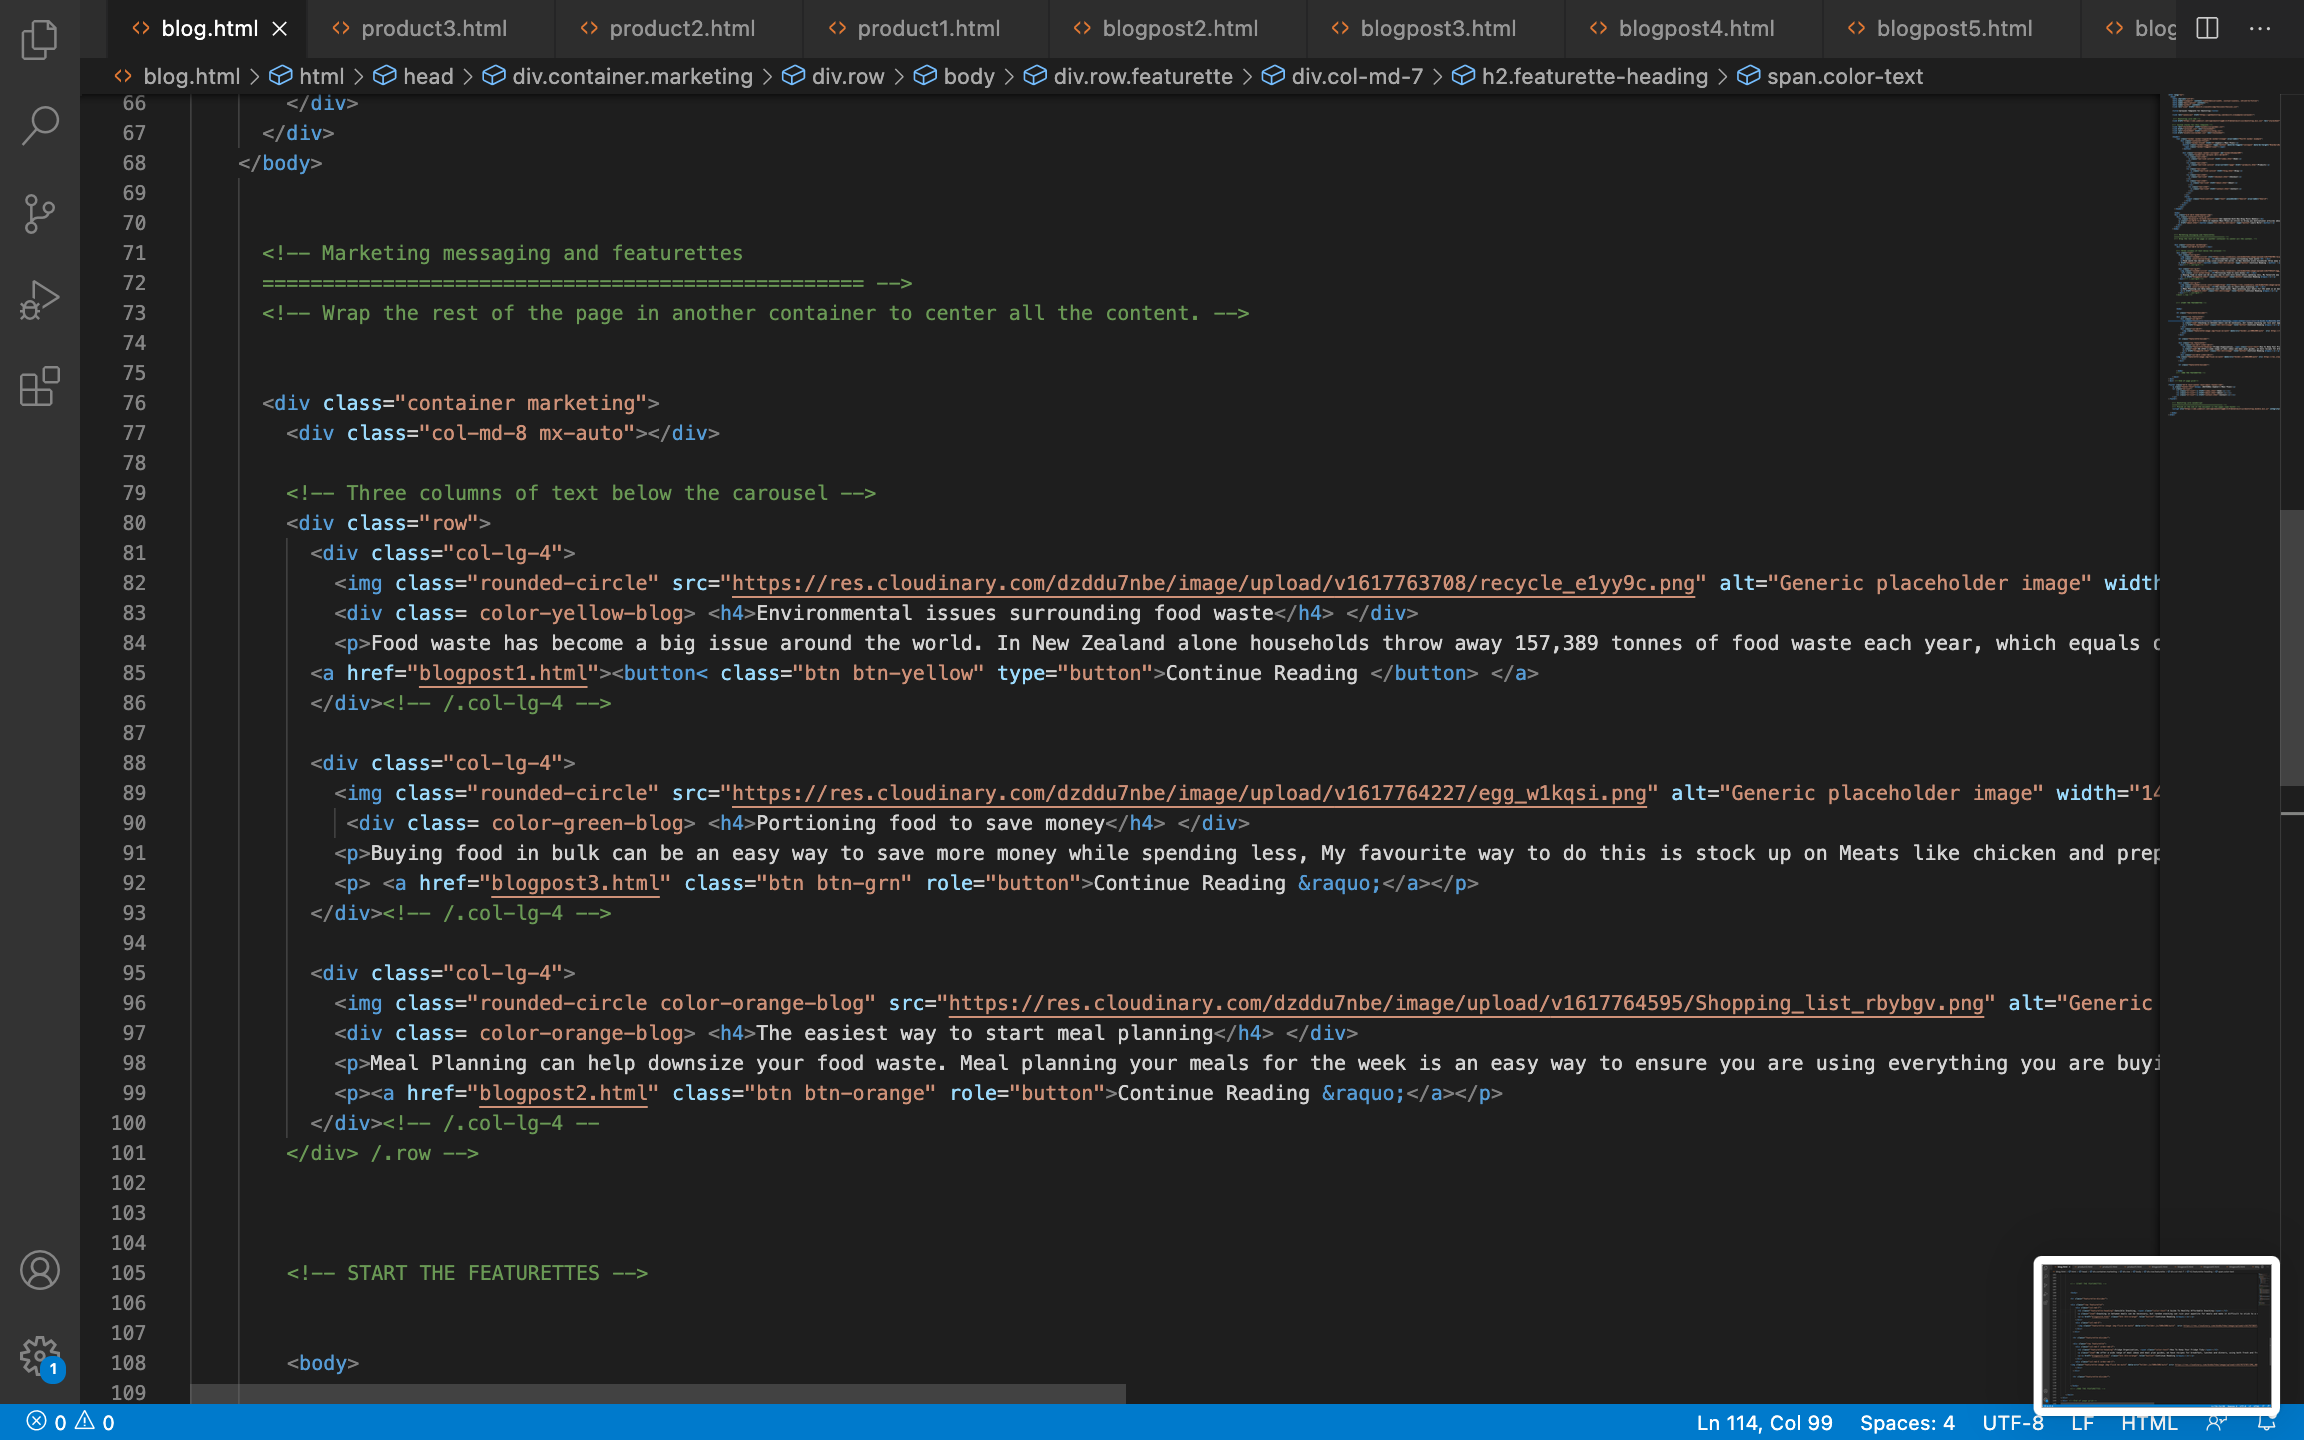 blog.html product3.html product2.html product1.html blogpost2.html blogpost3.html blogpost4.html blogpost5.html blog
blog.html > html > head > div.container.marketing > div.row > body > div.row.featurette > div.col-md-7 > h2.featurette-heading > span.color-text
66 </div>
67 </div>
68 </body>
69
70
71 <!-- Marketing messaging and featurettes
72 ================================================== -->
73 <!-- Wrap the rest of the page in another container to center all the content. -->
74
75
76 <div class="container marketing">
77 <div class="col-md-8 mx-auto"></div>
78
79 <!-- Three columns of text below the carousel -->
80 <div class="row">
81 <div class="col-lg-4">
82 <img class="rounded-circle" src="https://res.cloudinary.com/dzddu7nbe/image/upload/v1617763708/recycle_e1yy9c.png" alt="Generic placeholder image" width
83 <div class= color-yellow-blog> <h4>Environmental issues surrounding food waste</h4> </div>
84 <p>Food waste has become a big issue around the world. In New Zealand alone households throw away 157,389 tonnes of food waste each year, which equals
85 <a href="blogpost1.html"><button< class="btn btn-yellow" type="button">Continue Reading </button> </a>
86 </div><!-- /.col-lg-4 -->
87
88 <div class="col-lg-4">
89 <img class="rounded-circle" src="https://res.cloudinary.com/dzddu7nbe/image/upload/v1617764227/egg_w1kqsi.png" alt="Generic placeholder image" width="14
90 <div class= color-green-blog> <h4>Portioning food to save money</h4> </div>
91 <p>Buying food in bulk can be an easy way to save more money while spending less, My favourite way to do this is stock up on Meats like chicken and prep
92 <p> <a href="blogpost3.html" class="btn btn-grn" role="button">Continue Reading &raquo;</a></p>
93 </div><!-- /.col-lg-4 -->
94
95 <div class="col-lg-4">
96 <img class="rounded-circle color-orange-blog" src="https://res.cloudinary.com/dzddu7nbe/image/upload/v1617764595/Shopping_list_rbybgv.png" alt="Generic
97 <div class= color-orange-blog> <h4>The easiest way to start meal planning</h4> </div>
98 <p>Meal Planning can help downsize your food waste. Meal planning your meals for the week is an easy way to ensure you are using everything you are buyi
99 <p><a href="blogpost2.html" class="btn btn-orange" role="button">Continue Reading &raquo;</a></p>
100 </div><!-- /.col-lg-4 --
101 </div> /.row -->
102
103
104
105 <!-- START THE FEATURETTES -->
106
107
108 <body>
109
1
0 0 Ln 114, Col 99 Spaces: 4 UTF-8 LF HTML